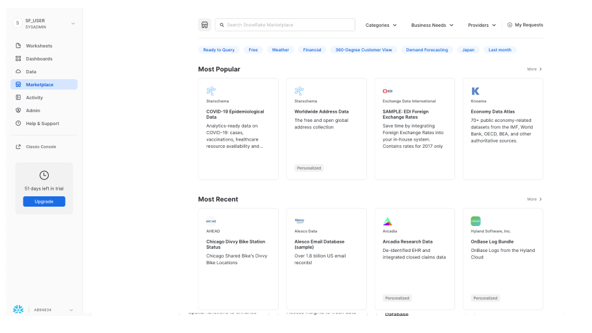 S
SF_USER
SYSADMIN
Worksheets
Dashboards
Data
Marketplace
Activity
Admin
Help & Support
Classic Console
51 days left in trial
Upgrade
Search Snowflake Marketplace
Categories
Business Needs
Providers
My Requests
Ready to Query
Free
Weather
Financial
360-Degree Customer View
Demand Forecasting
Japan
Last month
Most Popular
More
Starschema
COVID-19 Epidemiological
Data
Analytics-ready data on
COVID-19: cases,
vaccinations, healthcare
resource availability and...
Starschema
Worldwide Address Data
The free and open global
address collection
Personalized
Exchange Data International
SAMPLE: EDI Foreign
Exchange Rates
Save time by integrating
Foreign Exchange Rates into
your in-house system.
Contains rates for 2017 only
Knoema
Economy Data Atlas
70+ public economy-related
datasets from the IMF, World
Bank, OECD, BEA, and other
authoritative sources.
Most Recent
More
AHEAD
Chicago Divvy Bike Station
Status
Chicago Shared Bike's Divvy
Bike Locations
Alesco Data
Alesco Email Database
(sample)
Over 1.8 billion US email
records!
Arcadia
Arcadia Research Data
De-identified EHR and
integrated closed claims data
Personalized
Hyland Software, Inc.
OnBase Log Bundle
OnBase Logs from the Hyland
Cloud
Personalized
Database